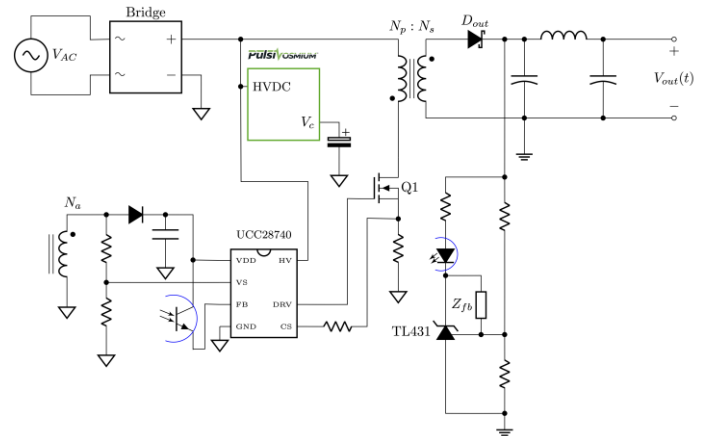 Bridge
V_AC
~ +
~ −
N_p : N_s
D_out
PULSIV OSMIUM™
HVDC
V_c
+
+
V_out(t)
−
Q1
N_a
UCC28740
VDD HV
VS
FB DRV
GND CS
Z_fb
TL431